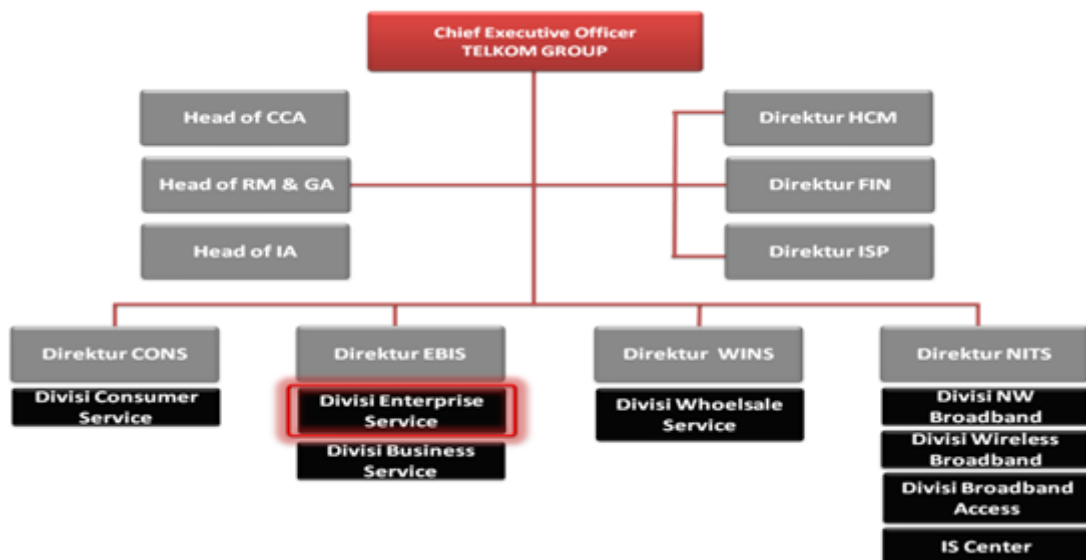 Chief Executive Officer
TELKOM GROUP
Head of CCA
Direktur HCM
Head of RM & GA
Direktur FIN
Head of IA
Direktur ISP
Direktur CONS
Direktur EBIS
Direktur WINS
Direktur NITS
Divisi Consumer
Service
Divisi Enterprise
Service
Divisi Business
Service
Divisi Whoelsale
Service
Divisi NW
Broadband
Divisi Wireless
Broadband
Divisi Broadband
Access
IS Center